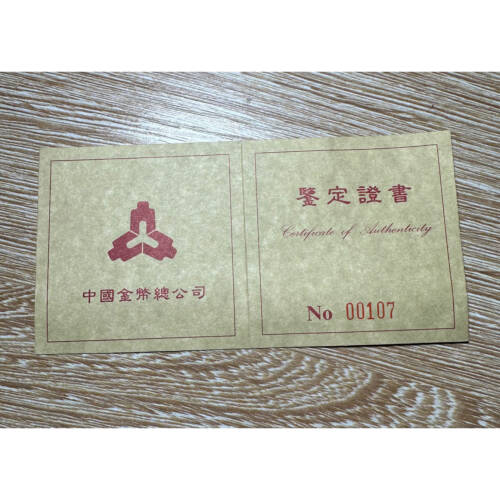 中國金幣總公司
鑒定證書
Certificate of Authenticity
No 00107